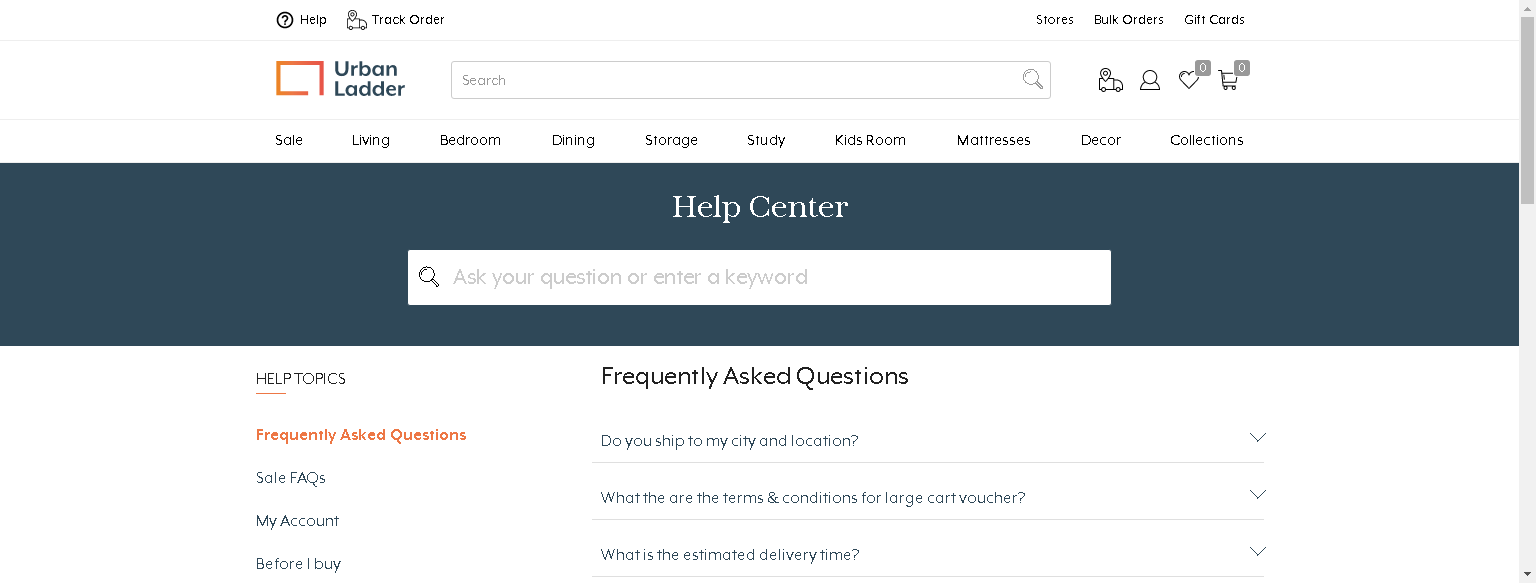 Help Track Order Stores Bulk Orders Gift Cards
Urban Ladder
Search
0 0
Sale Living Bedroom Dining Storage Study Kids Room Mattresses Decor Collections
Help Center
Ask your question or enter a keyword
HELP TOPICS
Frequently Asked Questions
Sale FAQs
My Account
Before I buy
Frequently Asked Questions
Do you ship to my city and location?
What the are the terms & conditions for large cart voucher?
What is the estimated delivery time?